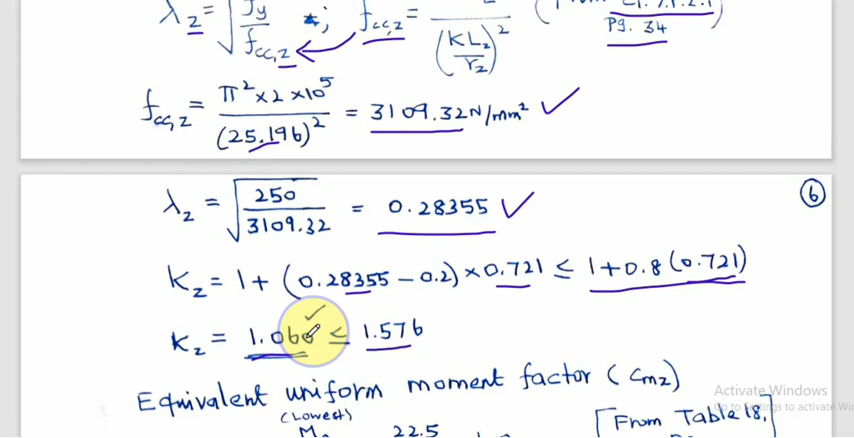 λz = √(fy / fcc,z) ; fcc,z = / (KLz / rz)²
Pg. 34
fcc,z = π² × 2 × 10⁵ / (25.196)² = 3109.32 N/mm²
6
λz = √(250 / 3109.32) = 0.28355
Kz = 1 + (0.28355 – 0.2) × 0.721 ≤ 1 + 0.8 (0.721)
Kz = 1.060 ≤ 1.576
Equivalent uniform moment factor (Cmz)
(Lowest)
22.5
[From Table 18,]
Activate Windows
Go to Settings to activate Wi